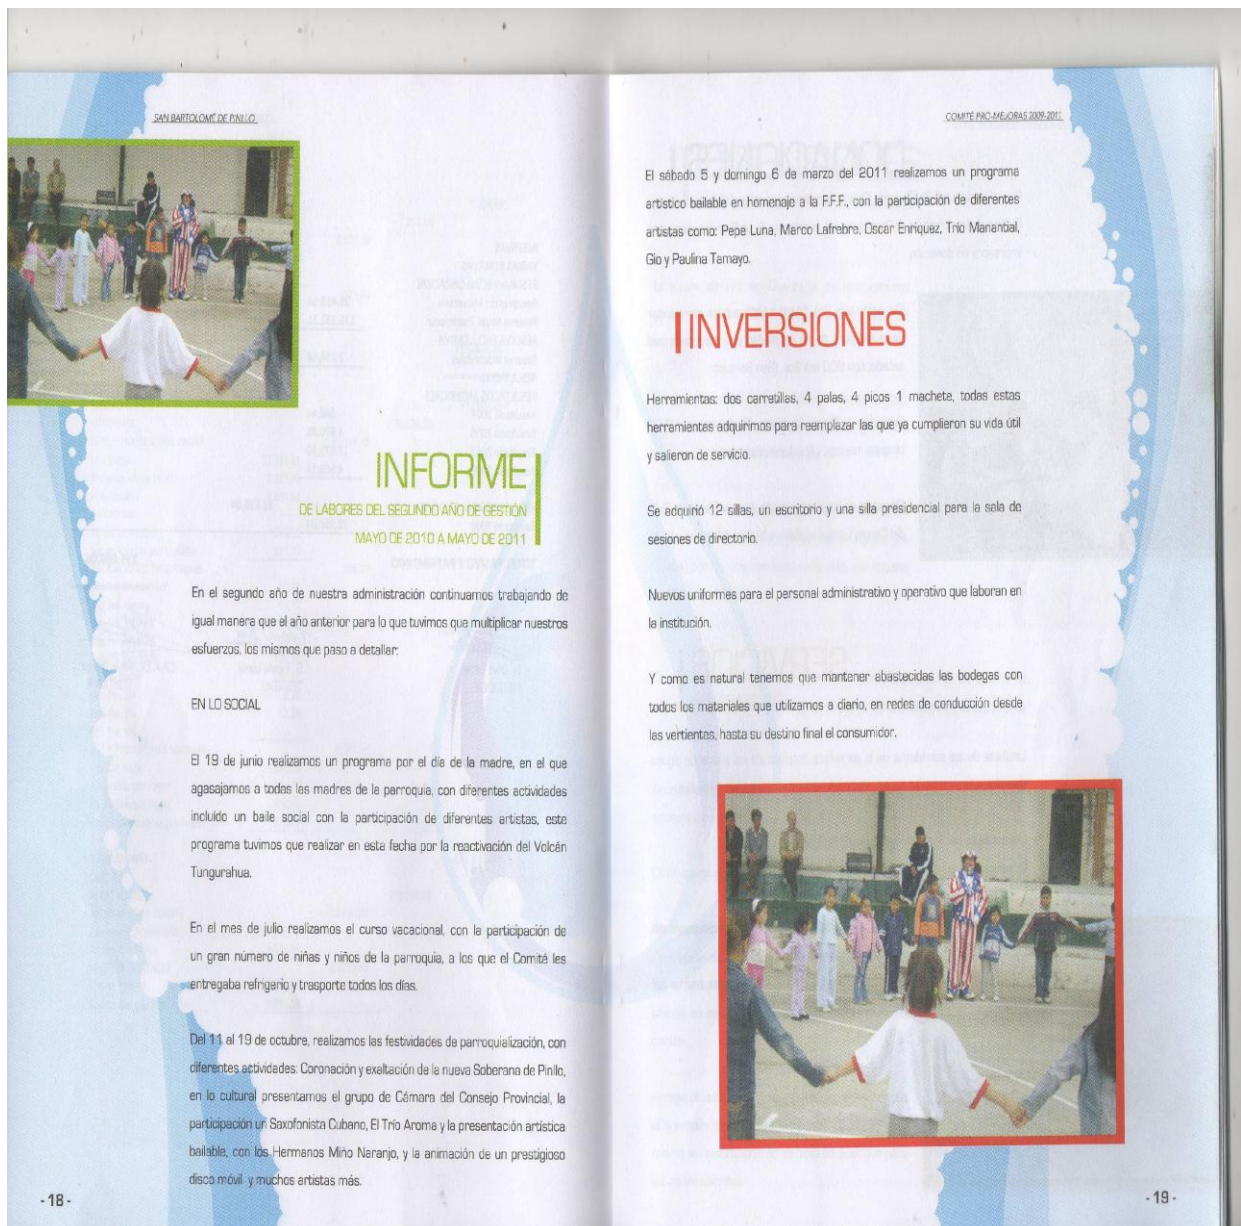 SAN BARTOLOMÉ DE PINLLO
INFORME
DE LABORES DEL SEGUNDO AÑO DE GESTIÓN
MAYO DE 2010 A MAYO DE 2011
En el segundo año de nuestra administración continuamos trabajando de
igual manera que el año anterior para lo que tuvimos que multiplicar nuestros
esfuerzos, los mismos que paso a detallar:
EN LO SOCIAL
El 19 de junio realizamos un programa por el día de la madre, en el que
agasajamos a todas las madres de la parroquia, con diferentes actividades
incluído un baile social con la participación de diferentes artistas, este
programa tuvimos que realizar en esta fecha por la reactivación del Volcán
Tungurahua.
En el mes de julio realizamos el curso vacacional, con la participación de
un gran número de niñas y niños de la parroquia, a los que el Comité les
entregaba refrigerio y trasporte todos los días.
Del 11 al 19 de octubre, realizamos las festividades de parroquialización, con
diferentes actividades: Coronación y exaltación de la nueva Soberana de Pinllo,
en lo cultural presentamos el grupo de Cámara del Consejo Provincial, la
participación un Saxofonista Cubano, El Trío Aroma y la presentación artística
bailable, con los Hermanos Miño Naranjo, y la animación de un prestigioso
disco móvil y muchos artistas más.
- 18 -
COMITÉ PRO-MEJORAS 2009-2011
El sábado 5 y domingo 6 de marzo del 2011 realizamos un programa
artístico bailable en homenaje a la F.F.F., con la participación de diferentes
artistas como: Pepe Luna, Marco Lafrebre, Oscar Enriquez, Trío Manantial,
Gio y Paulina Tamayo.
INVERSIONES
Herramientas: dos carretillas, 4 palas, 4 picos 1 machete, todas estas
herramientas adquirimos para reemplazar las que ya cumplieron su vida útil
y salieron de servicio.
Se adquirió 12 sillas, un escritorio y una silla presidencial para la sala de
sesiones de directorio.
Nuevos uniformes para el personal administrativo y operativo que laboran en
la institución.
Y como es natural tenemos que mantener abastecidas las bodegas con
todos los materiales que utilizamos a diario, en redes de conducción desde
las vertientes, hasta su destino final el consumidor.
- 19 -